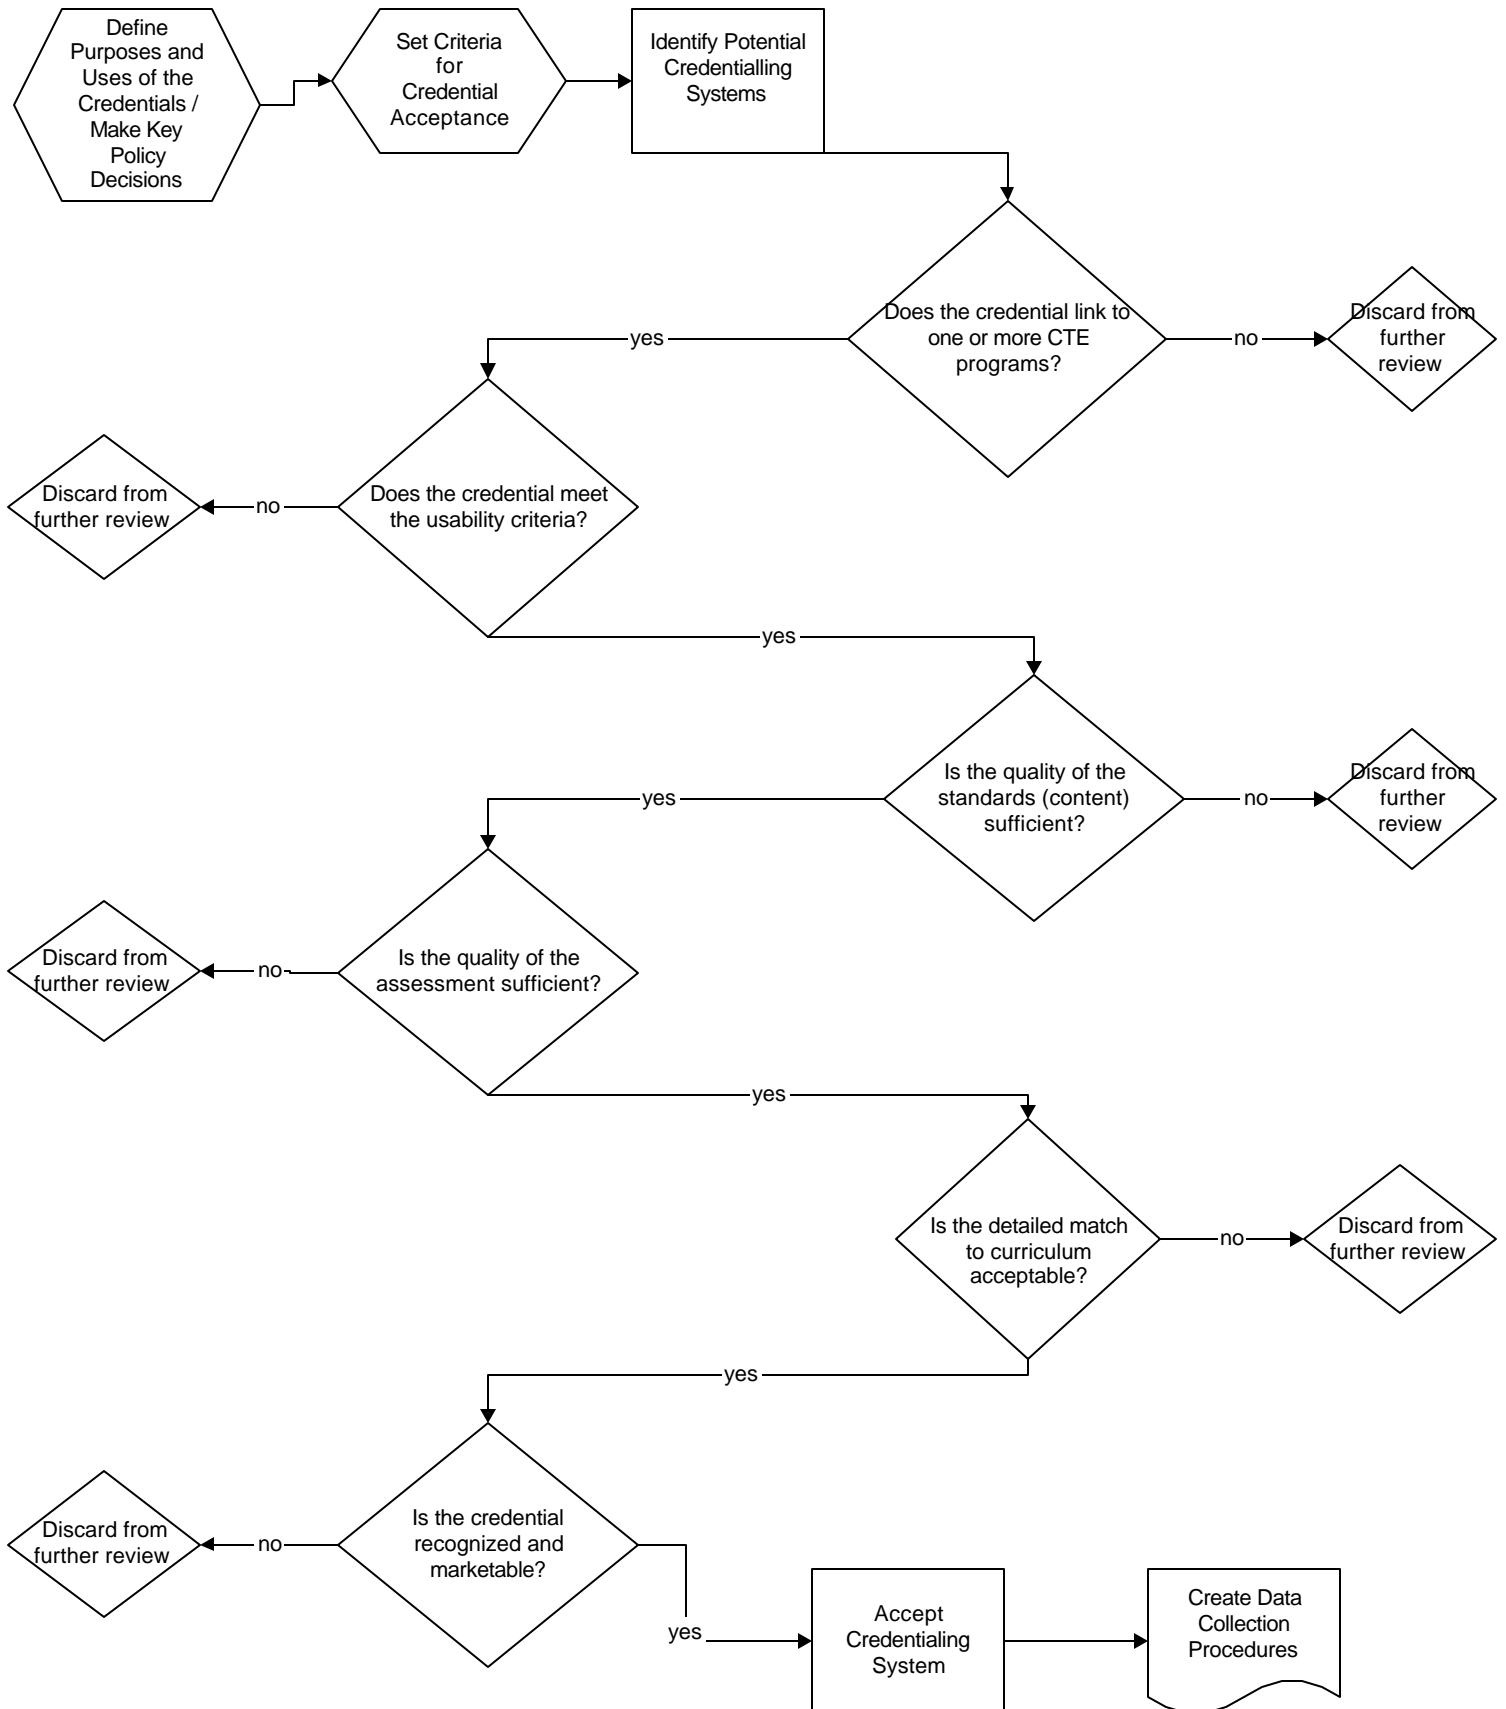 Define
Purposes and
Uses of the
Credentials /
Make Key
Policy
Decisions
Set Criteria
for
Credential
Acceptance
Identify Potential
Credentialling
Systems
Does the credential link to
one or more CTE
programs?
yes
no
Discard from
further
review
Does the credential meet
the usability criteria?
no
Discard from
further review
yes
Is the quality of the
standards (content)
sufficient?
yes
no
Discard from
further
review
Is the quality of the
assessment sufficient?
no
Discard from
further review
yes
Is the detailed match
to curriculum
acceptable?
no
Discard from
further review
yes
Is the credential
recognized and
marketable?
no
Discard from
further review
yes
Accept
Credentialing
System
Create Data
Collection
Procedures